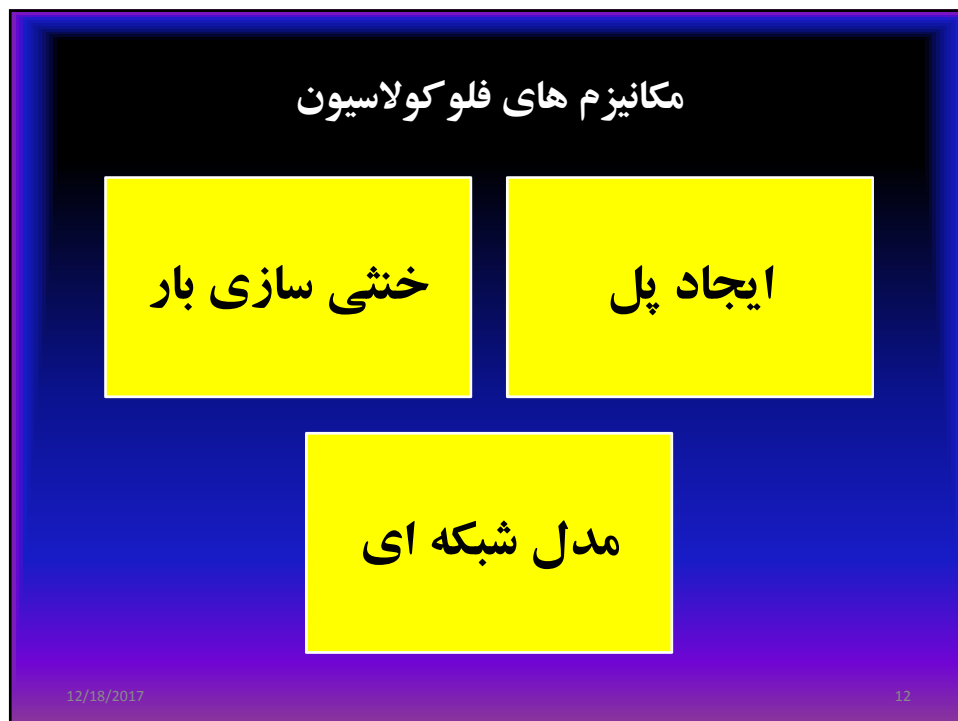 مکانیزم های فلوکولاسیون
ایجاد پل
خنثی سازی بار
مدل شبکه ای
12/18/2017
12